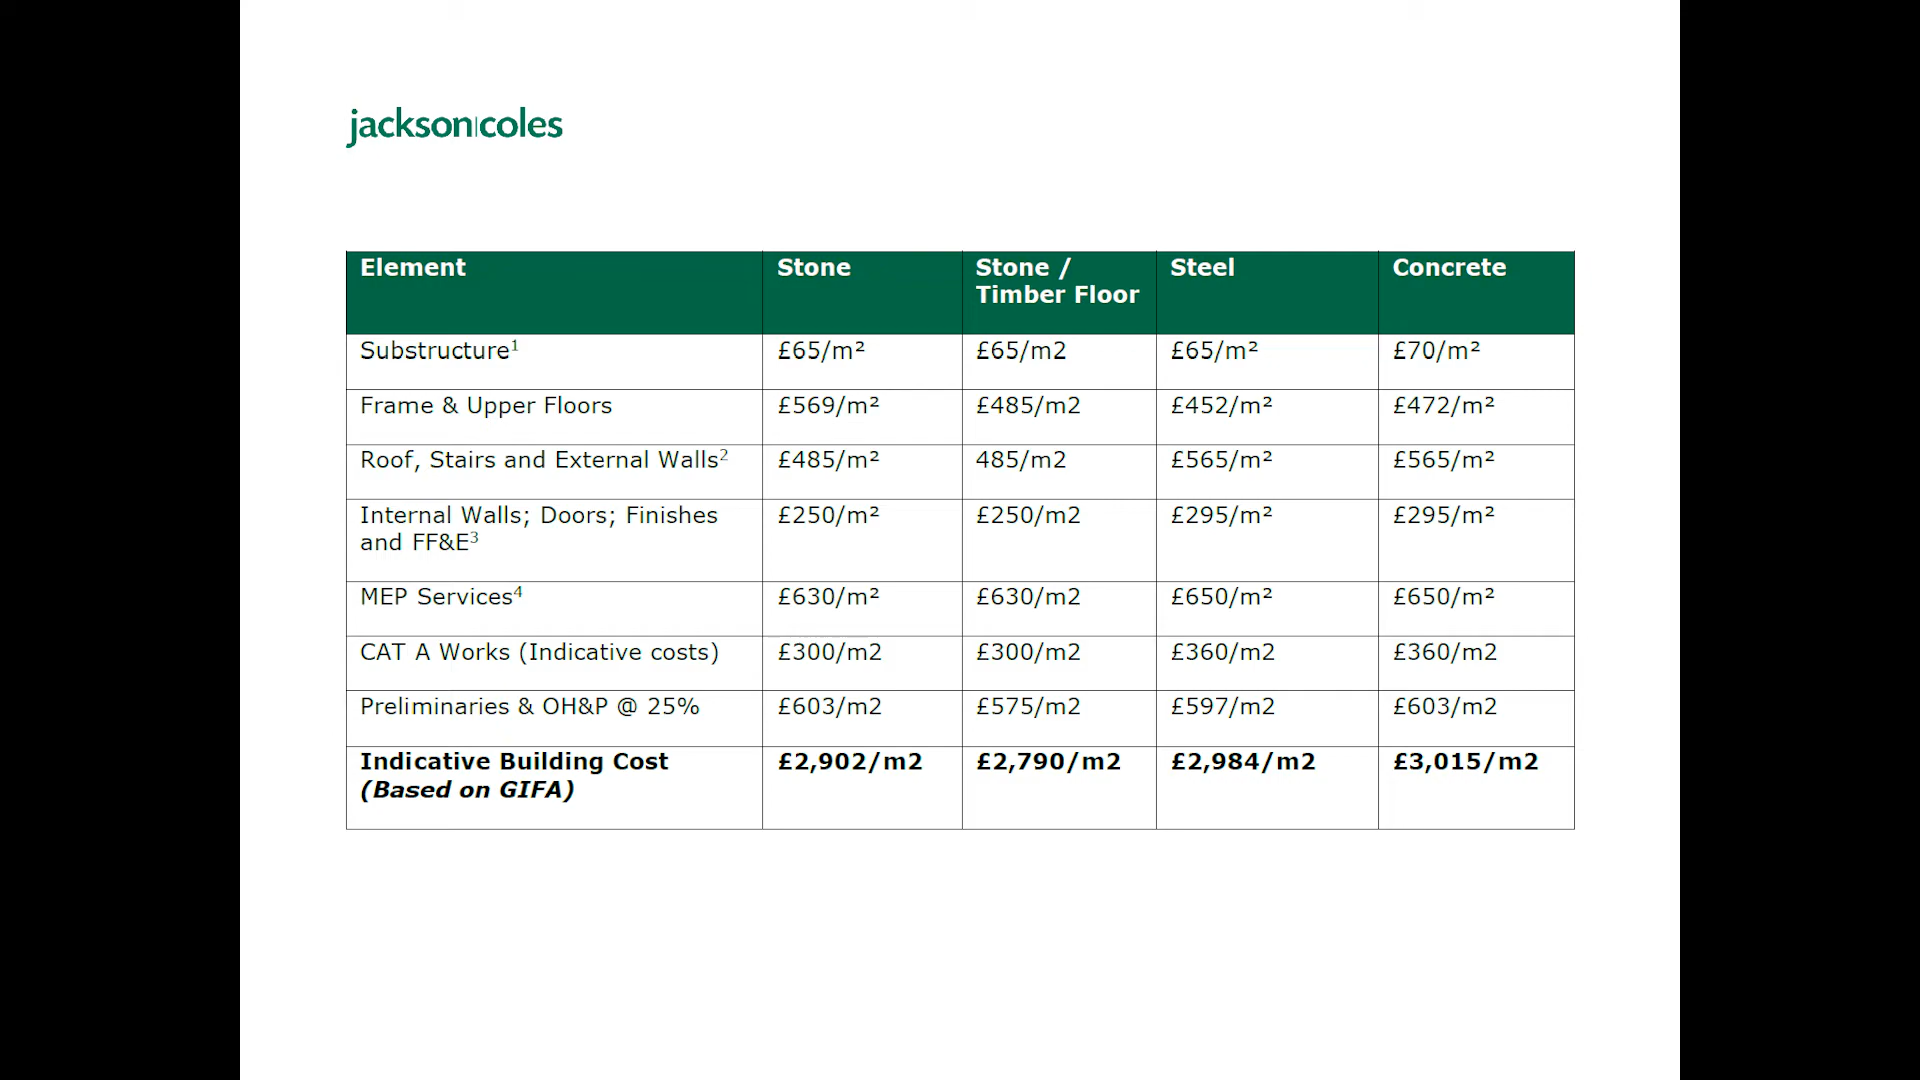 jackson|coles
Element Stone Stone / Steel Concrete
Timber Floor
Substructure¹ £65/m² £65/m2 £65/m² £70/m²
Frame & Upper Floors £569/m² £485/m2 £452/m² £472/m²
Roof, Stairs and External Walls² £485/m² 485/m2 £565/m² £565/m²
Internal Walls; Doors; Finishes £250/m² £250/m2 £295/m² £295/m²
and FF&E³
MEP Services⁴ £630/m² £630/m2 £650/m² £650/m²
CAT A Works (Indicative costs) £300/m2 £300/m2 £360/m2 £360/m2
Preliminaries & OH&P @ 25% £603/m2 £575/m2 £597/m2 £603/m2
Indicative Building Cost £2,902/m2 £2,790/m2 £2,984/m2 £3,015/m2
(Based on GIFA)